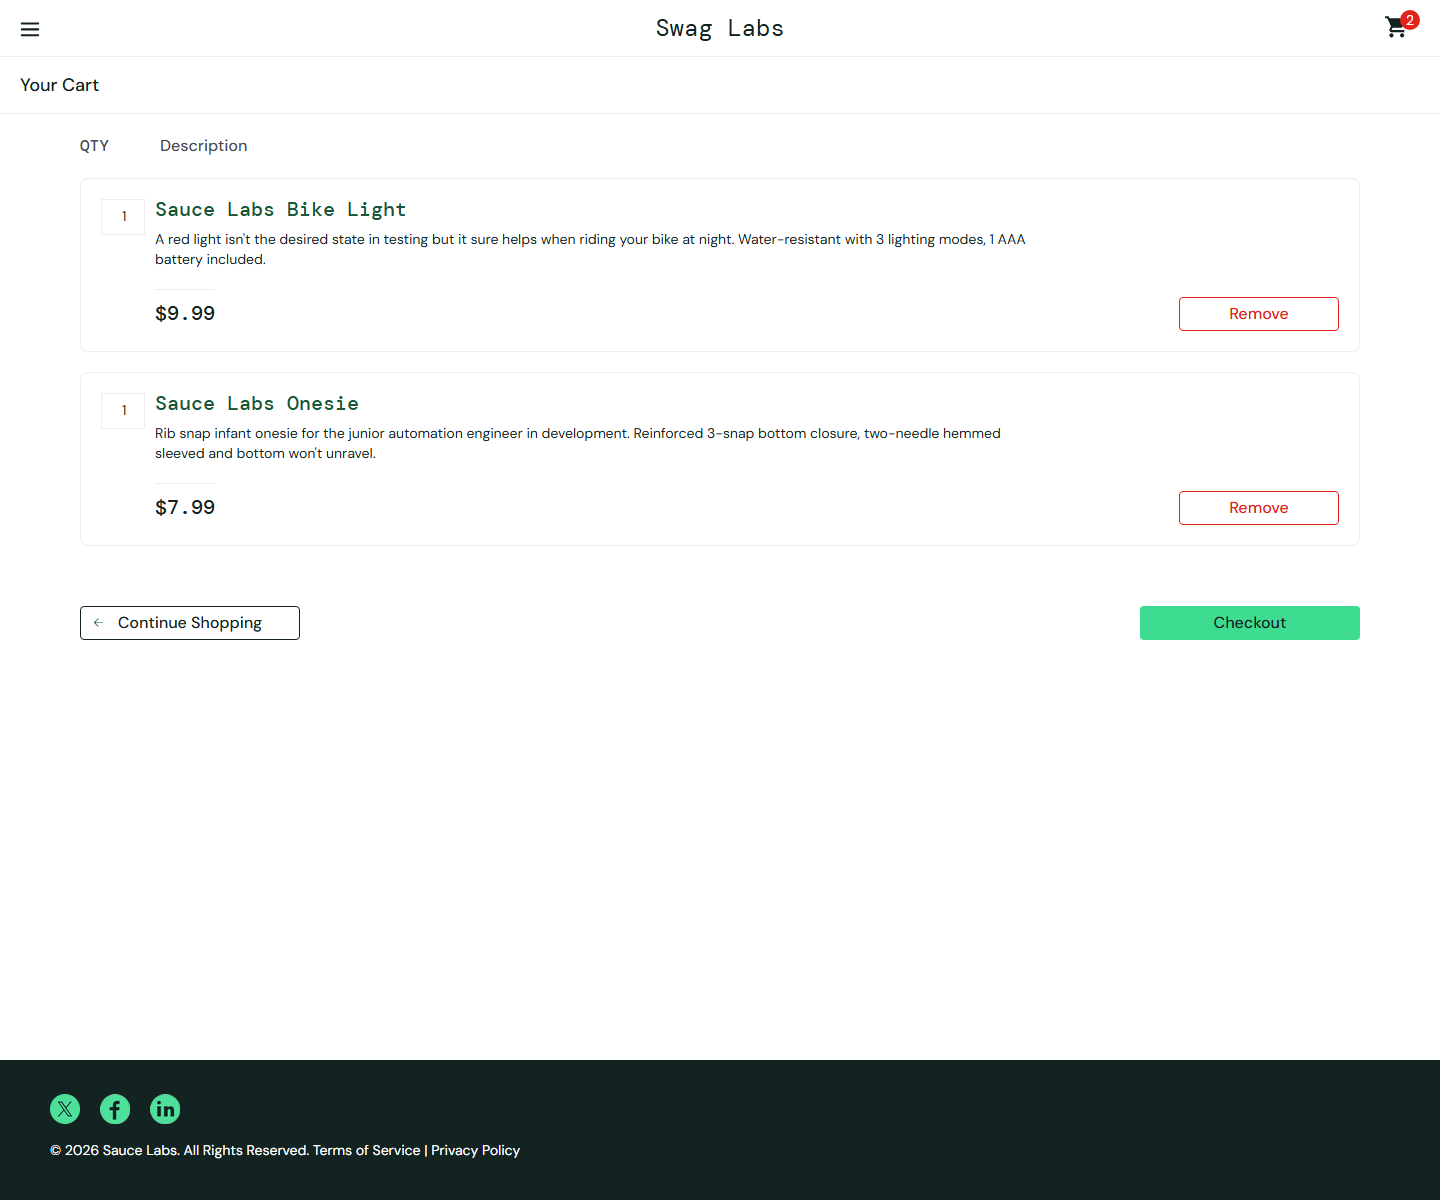 Swag Labs
2
Your Cart
QTY Description
1
Sauce Labs Bike Light
A red light isn't the desired state in testing but it sure helps when riding your bike at night. Water-resistant with 3 lighting modes, 1 AAA
battery included.
$9.99
Remove
1
Sauce Labs Onesie
Rib snap infant onesie for the junior automation engineer in development. Reinforced 3-snap bottom closure, two-needle hemmed
sleeved and bottom won't unravel.
$7.99
Remove
Continue Shopping
Checkout
© 2026 Sauce Labs. All Rights Reserved. Terms of Service | Privacy Policy